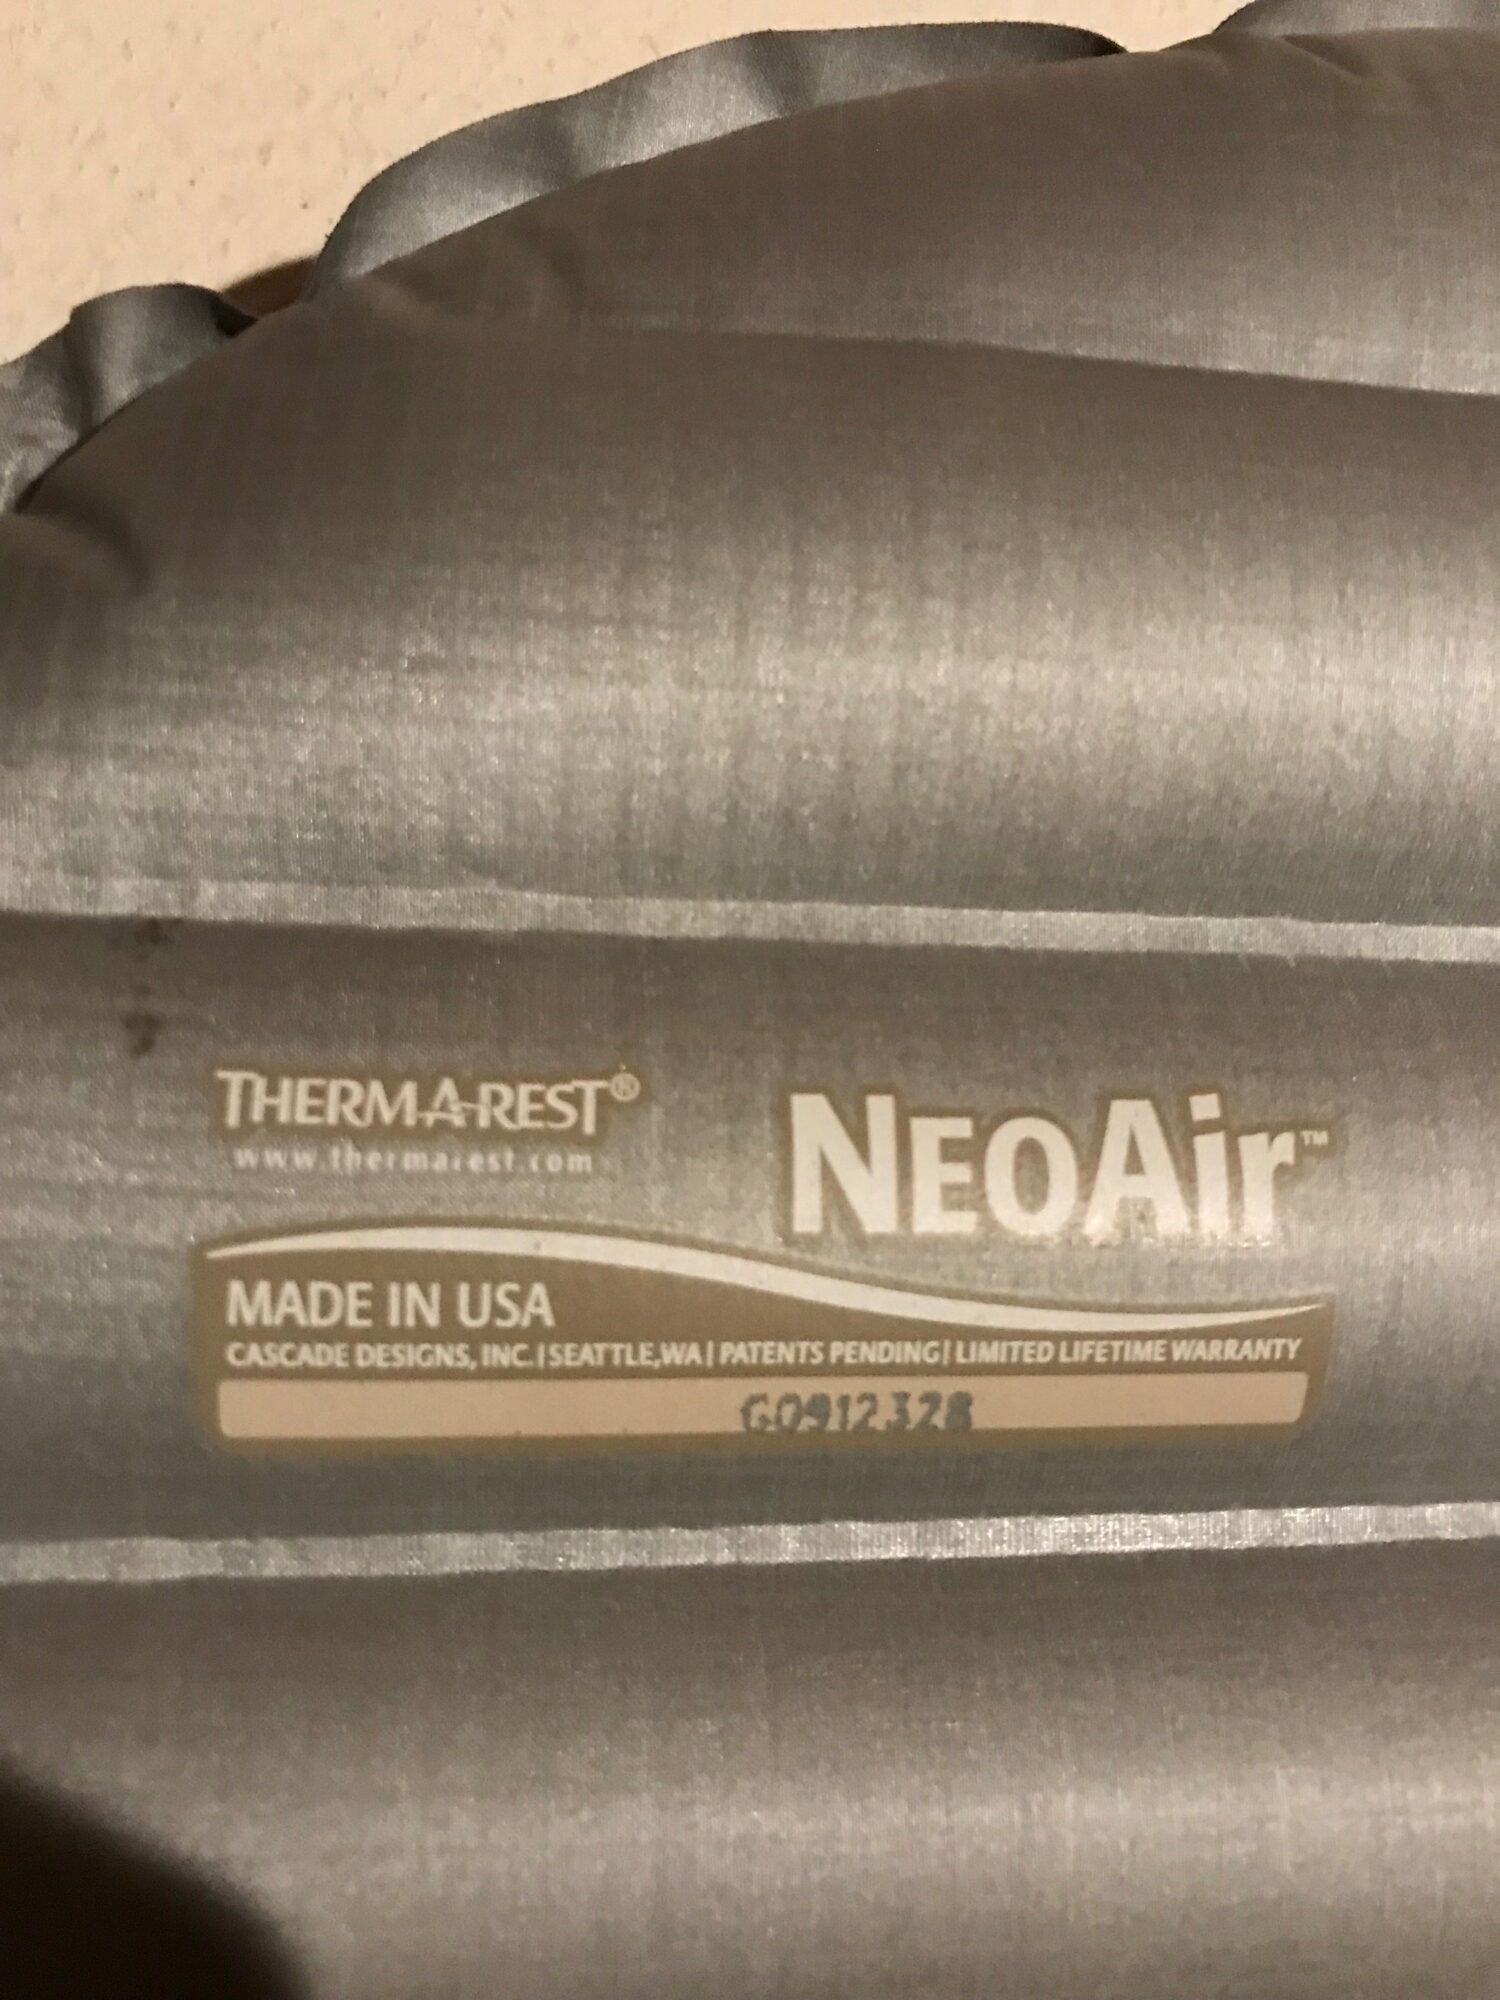 THERM-A-REST®
www.thermarest.com
NEOAir™
MADE IN USA
CASCADE DESIGNS, INC. | SEATTLE, WA | PATENTS PENDING | LIMITED LIFETIME WARRANTY
G0912328